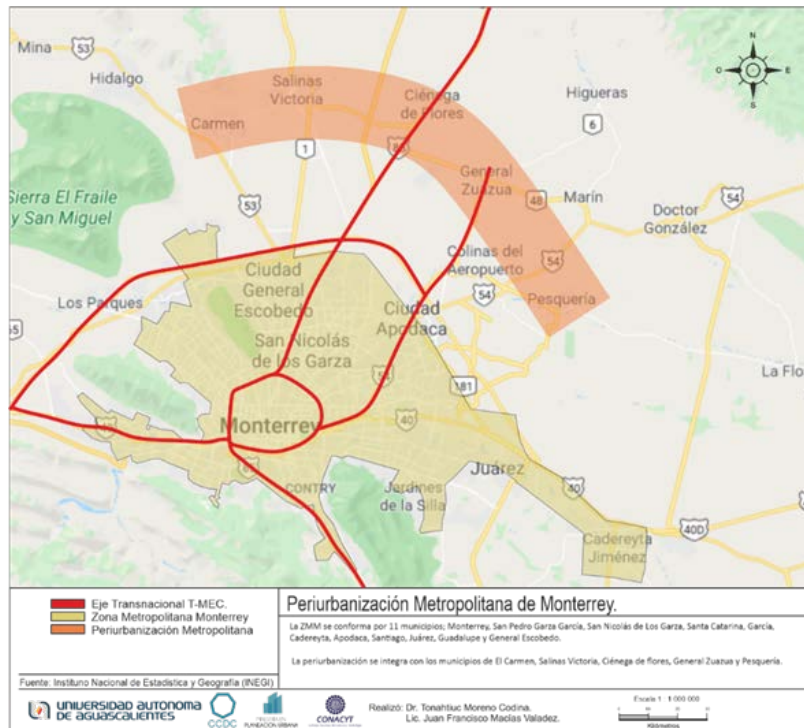 Mina
53
Hidalgo
Salinas
Victoria
Ciénega
de Flores
Higueras
N
O
E
S
Carmen
1
85
6
General
Zuazua
48
Marín
Sierra El Fraile
y San Miguel
53
Doctor
González
54
Colinas del
Aeropuerto
54
Ciudad
General
Escobedo
54
Pesquería
Los Parques
Ciudad
Apodaca
San Nicolás
de los Garza
65
54
La Flo
181
Monterrey
40
Juárez
40
CONTRY
Jardines
de la Silla
40D
Cadereyta
Jiménez
Eje Transnacional T-MEC.
Zona Metropolitana Monterrey
Periurbanización Metropolitana
Fuente: Instituno Nacional de Estadistica y Geografía (INEGI)
Periurbanización Metropolitana de Monterrey.
La ZMM se conforma por 11 municipios; Monterrey, San Pedro Garza García, San Nicolás de Los Garza, Santa Catarina, García,
Cadereyta, Apodaca, Santiago, Juárez, Guadalupe y General Escobedo.
La periurbanización se integra con los municipios de El Carmen, Salinas Victoria, Ciénega de flores, General Zuazua y Pesquería.
UNIVERSIDAD AUTONOMA
DE AGUASCALIENTES
CCDC
PLANEACIÓN URBANA
CONACYT
Realizó: Dr. Tonahtiuc Moreno Codina.
Lic. Juan Francisco Macías Valadez.
Escala 1 : 1 000 000
Kilómetros